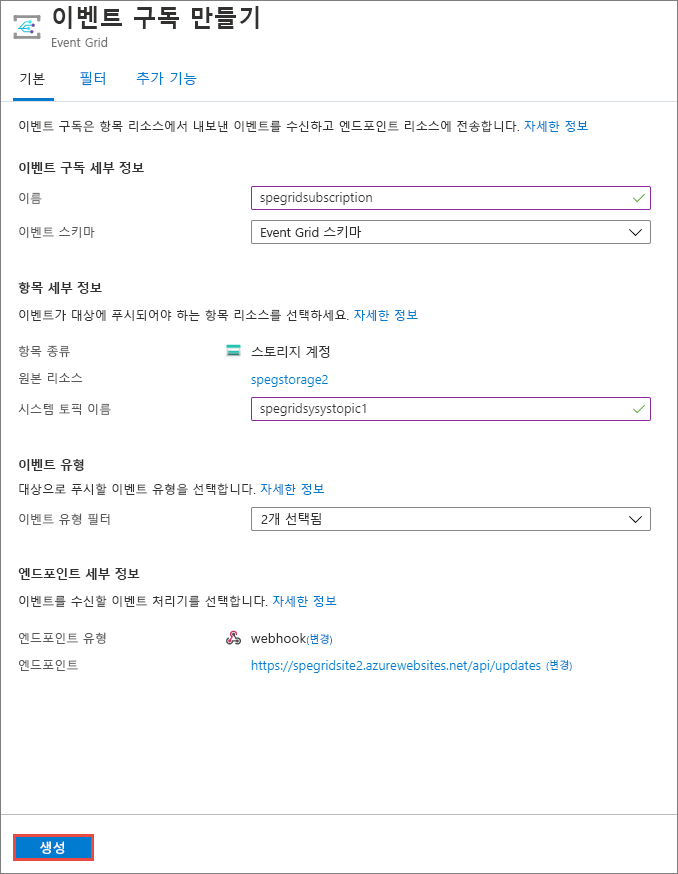 이벤트 구독 만들기
Event Grid
기본 필터 추가 기능
이벤트 구독은 항목 리소스에서 내보낸 이벤트를 수신하고 엔드포인트 리소스에 전송합니다. 자세한 정보
이벤트 구독 세부 정보
이름 spegridsubscription
이벤트 스키마 Event Grid 스키마
항목 세부 정보
이벤트가 대상에 푸시되어야 하는 항목 리소스를 선택하세요. 자세한 정보
항목 종류 스토리지 계정
원본 리소스 spegstorage2
시스템 토픽 이름 spegridsysystopic1
이벤트 유형
대상으로 푸시할 이벤트 유형을 선택합니다. 자세한 정보
이벤트 유형 필터 2개 선택됨
엔드포인트 세부 정보
이벤트를 수신할 이벤트 처리기를 선택합니다. 자세한 정보
엔드포인트 유형 webhook(변경)
엔드포인트 https://spegridsite2.azurewebsites.net/api/updates (변경)
생성